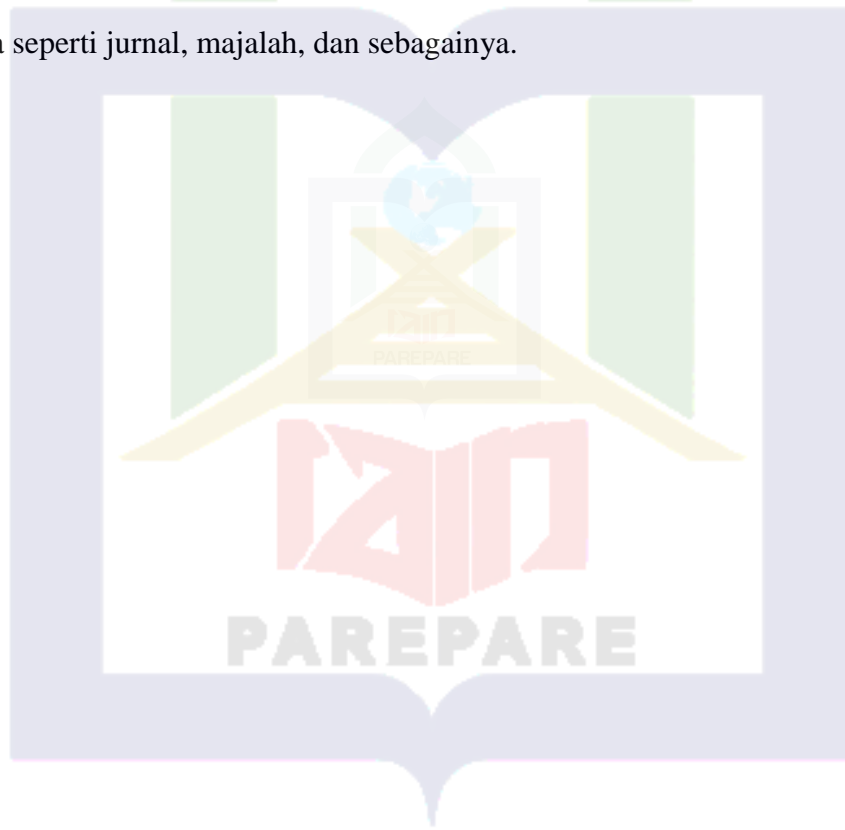 a seperti jurnal, majalah, dan sebagainya.
iain
PAREPARE
iain
PAREPARE